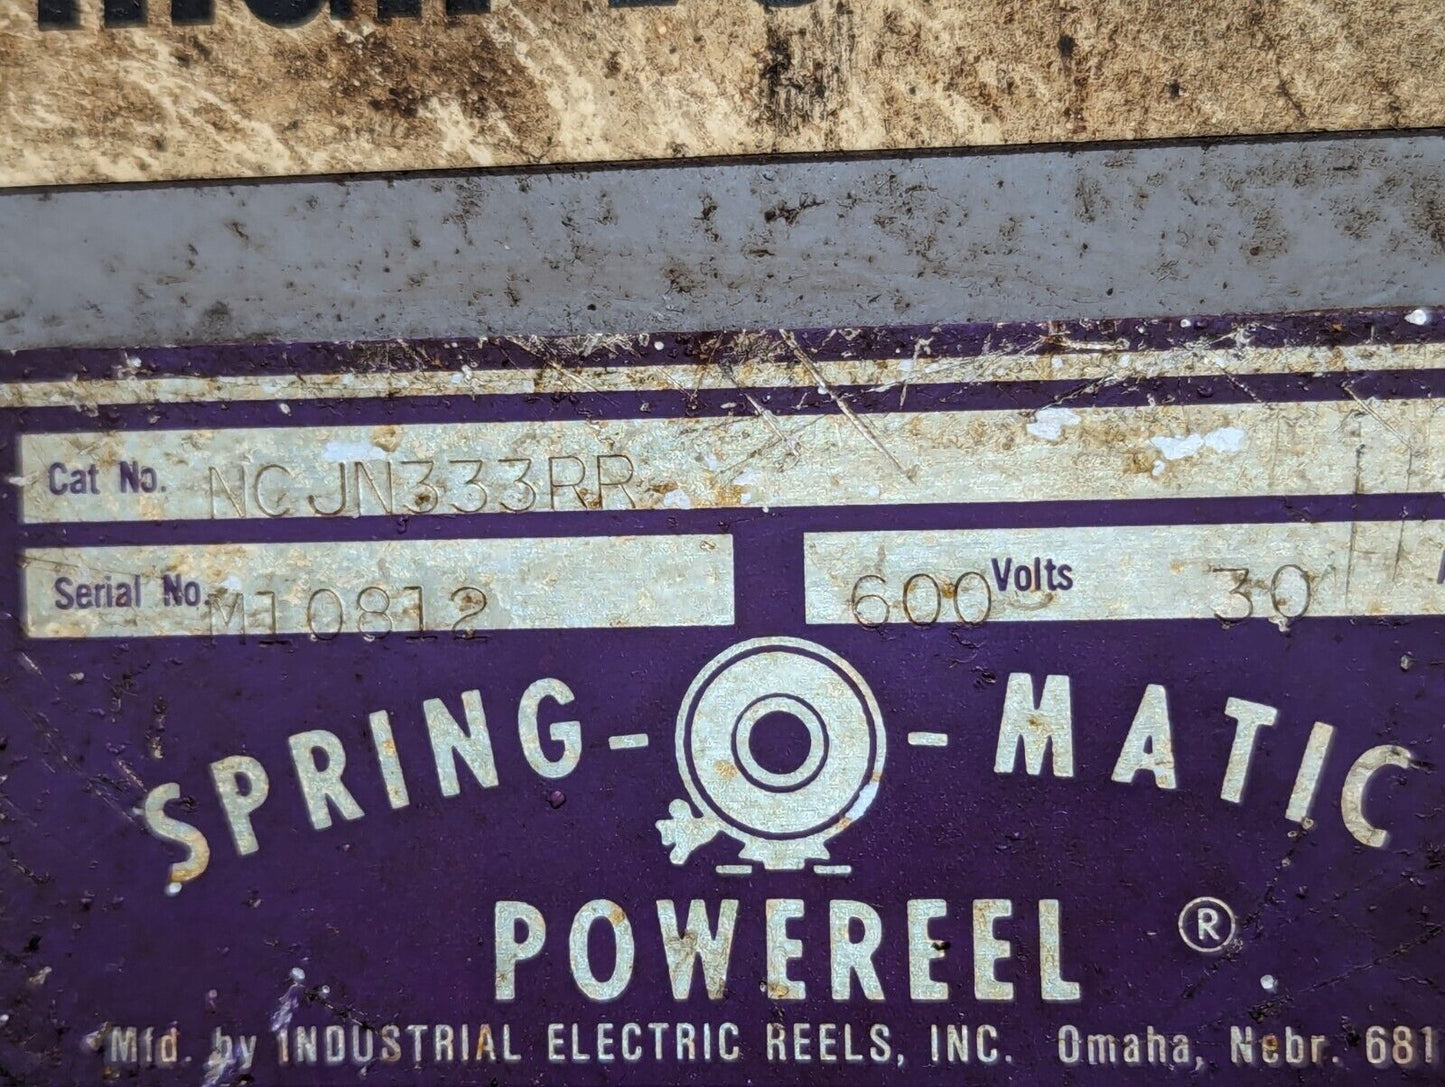 Cat No. NCJN333RR
Serial No. M10812 600 Volts 30
SPRING-O-MATIC
POWEREEL ®
Mfd. by INDUSTRIAL ELECTRIC REELS, INC. Omaha, Nebr. 681